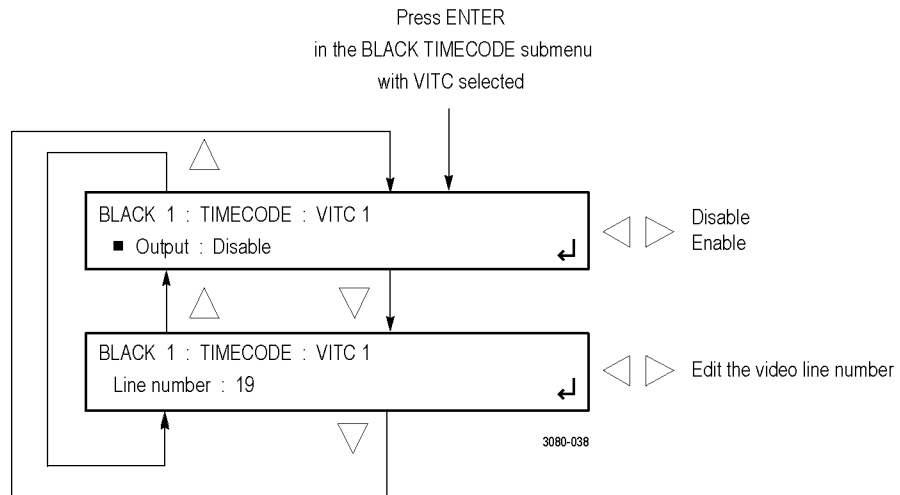 Press ENTER
in the BLACK TIMECODE submenu
with VITC selected
BLACK 1 : TIMECODE : VITC 1
■ Output : Disable
Disable
Enable
BLACK 1 : TIMECODE : VITC 1
Line number : 19
Edit the video line number
3080-038